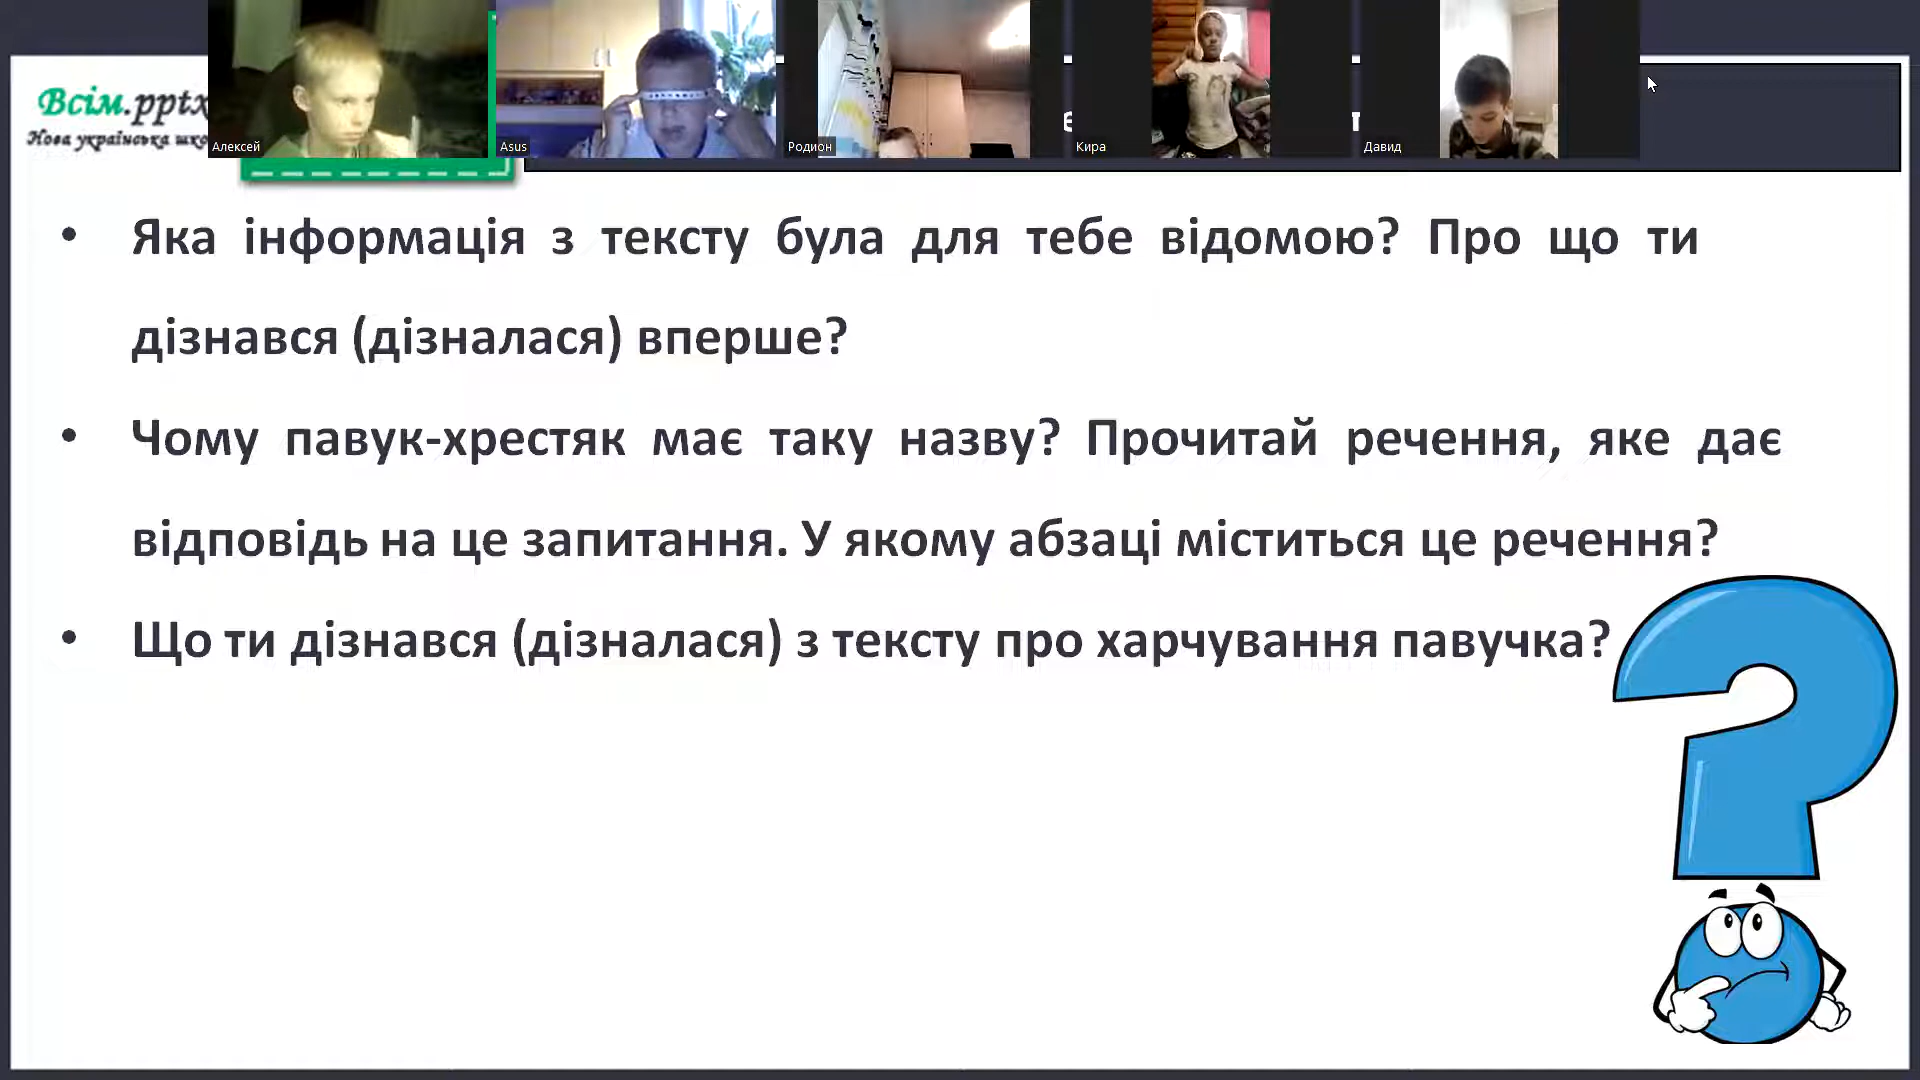 Всім.pptx
Нова українська шко
Алексей
Asus
Родион
Кира
Давид
• Яка інформація з тексту була для тебе відомою? Про що ти
дізнався (дізналася) вперше?
• Чому павук-хрестяк має таку назву? Прочитай речення, яке дає
відповідь на це запитання. У якому абзаці міститься це речення?
• Що ти дізнався (дізналася) з тексту про харчування павучка?